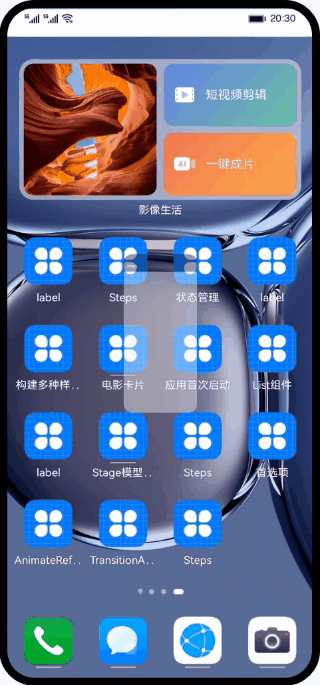 20:30
短视频剪辑
AI 一键成片
影像生活
label Steps 状态管理 label
构建多种样.. 电影卡片 应用首次启动 List组件
label Stage模型.. Steps 首选项
AnimateRef.. TransitionA.. Steps